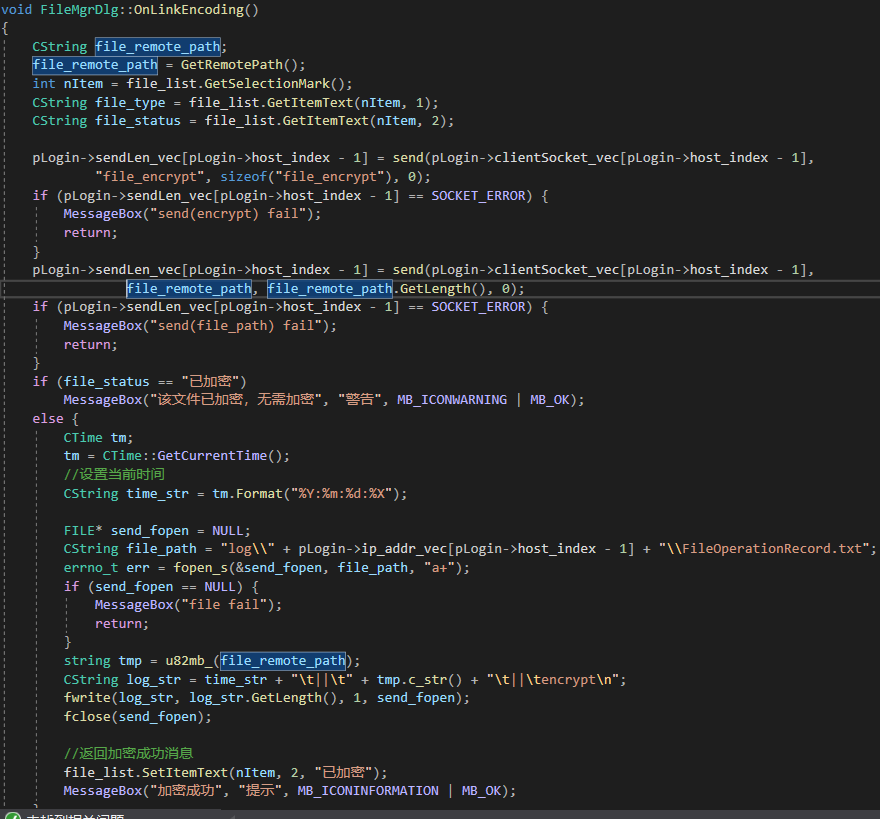 void FileMgrDlg::OnLinkEncoding()
{
    CString file_remote_path;
    file_remote_path = GetRemotePath();
    int nItem = file_list.GetSelectionMark();
    CString file_type = file_list.GetItemText(nItem, 1);
    CString file_status = file_list.GetItemText(nItem, 2);

    pLogin->sendLen_vec[pLogin->host_index - 1] = send(pLogin->clientSocket_vec[pLogin->host_index - 1],
            "file_encrypt", sizeof("file_encrypt"), 0);
    if (pLogin->sendLen_vec[pLogin->host_index - 1] == SOCKET_ERROR) {
        MessageBox("send(encrypt) fail");
        return;
    }
    pLogin->sendLen_vec[pLogin->host_index - 1] = send(pLogin->clientSocket_vec[pLogin->host_index - 1],
                file_remote_path, file_remote_path.GetLength(), 0);
    if (pLogin->sendLen_vec[pLogin->host_index - 1] == SOCKET_ERROR) {
        MessageBox("send(file_path) fail");
        return;
    }
    if (file_status == "已加密")
        MessageBox("该文件已加密，无需加密", "警告", MB_ICONWARNING | MB_OK);
    else {
        CTime tm;
        tm = CTime::GetCurrentTime();
        //设置当前时间
        CString time_str = tm.Format("%Y:%m:%d:%X");

        FILE* send_fopen = NULL;
        CString file_path = "log\\" + pLogin->ip_addr_vec[pLogin->host_index - 1] + "\\FileOperationRecord.txt";
        errno_t err = fopen_s(&send_fopen, file_path, "a+");
        if (send_fopen == NULL) {
            MessageBox("file fail");
            return;
        }
        string tmp = u82mb_(file_remote_path);
        CString log_str = time_str + "\t||\t" + tmp.c_str() + "\t||\tencrypt\n";
        fwrite(log_str, log_str.GetLength(), 1, send_fopen);
        fclose(send_fopen);

        //返回加密成功消息
        file_list.SetItemText(nItem, 2, "已加密");
        MessageBox("加密成功", "提示", MB_ICONINFORMATION | MB_OK);